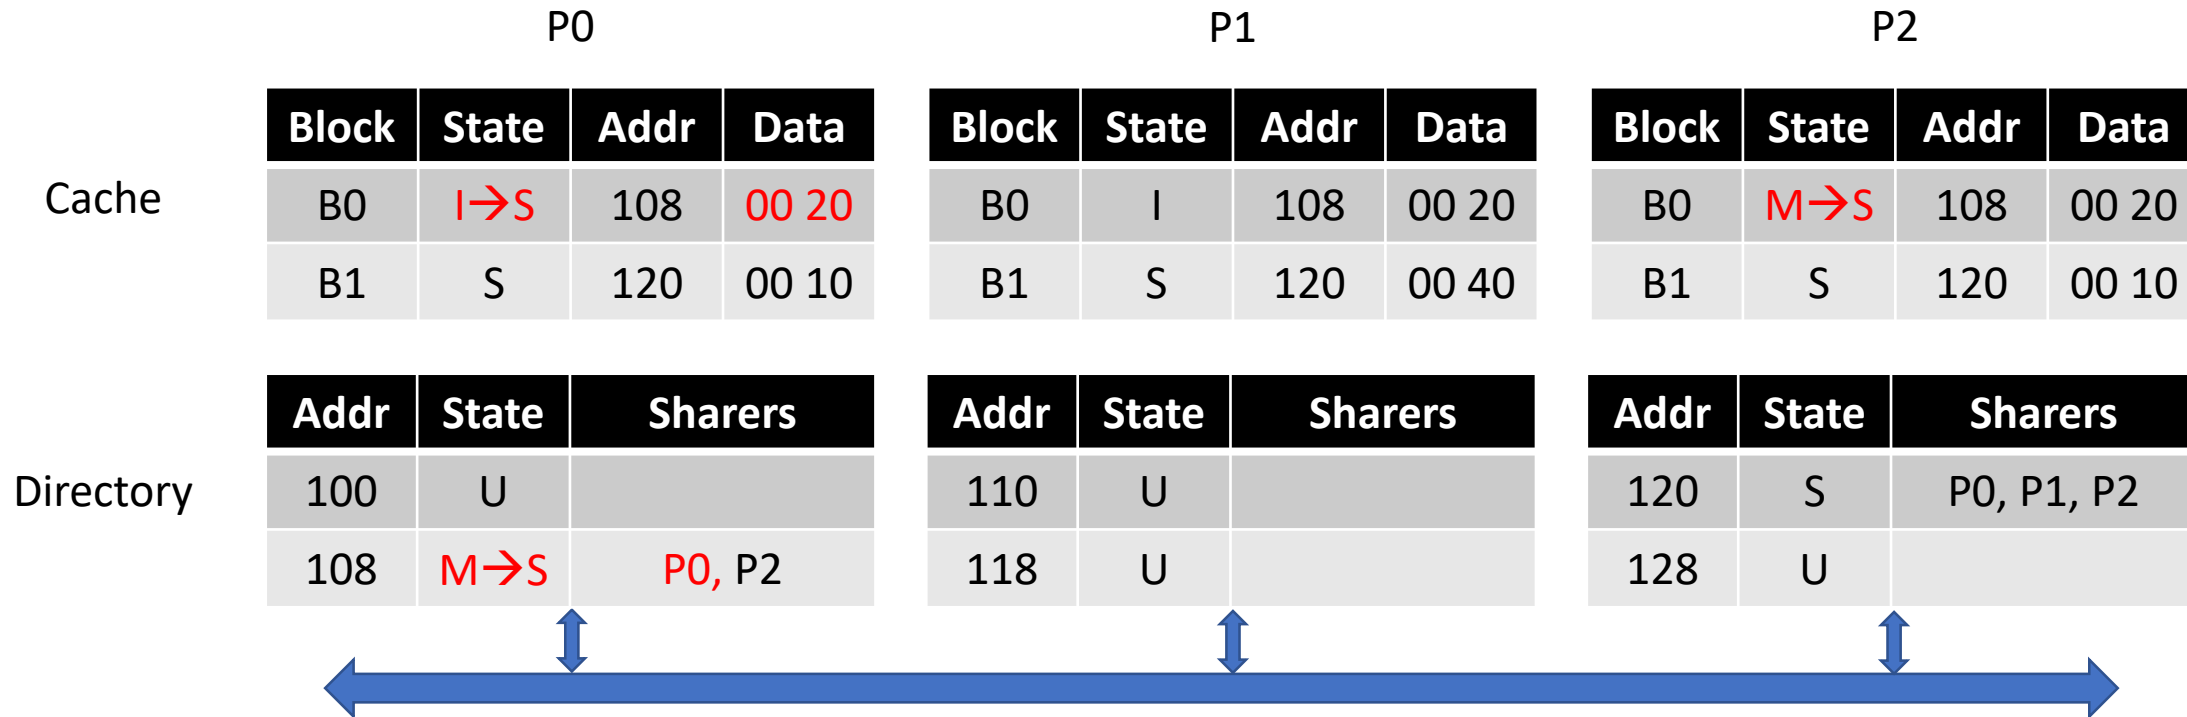 P0 P1 P2
Block State Addr Data Block State Addr Data Block State Addr Data
Cache B0 I→S 108 00 20 B0 I 108 00 20 B0 M→S 108 00 20
B1 S 120 00 10 B1 S 120 00 40 B1 S 120 00 10
Addr State Sharers Addr State Sharers Addr State Sharers
Directory 100 U 110 U 120 S P0, P1, P2
108 M→S P0, P2 118 U 128 U